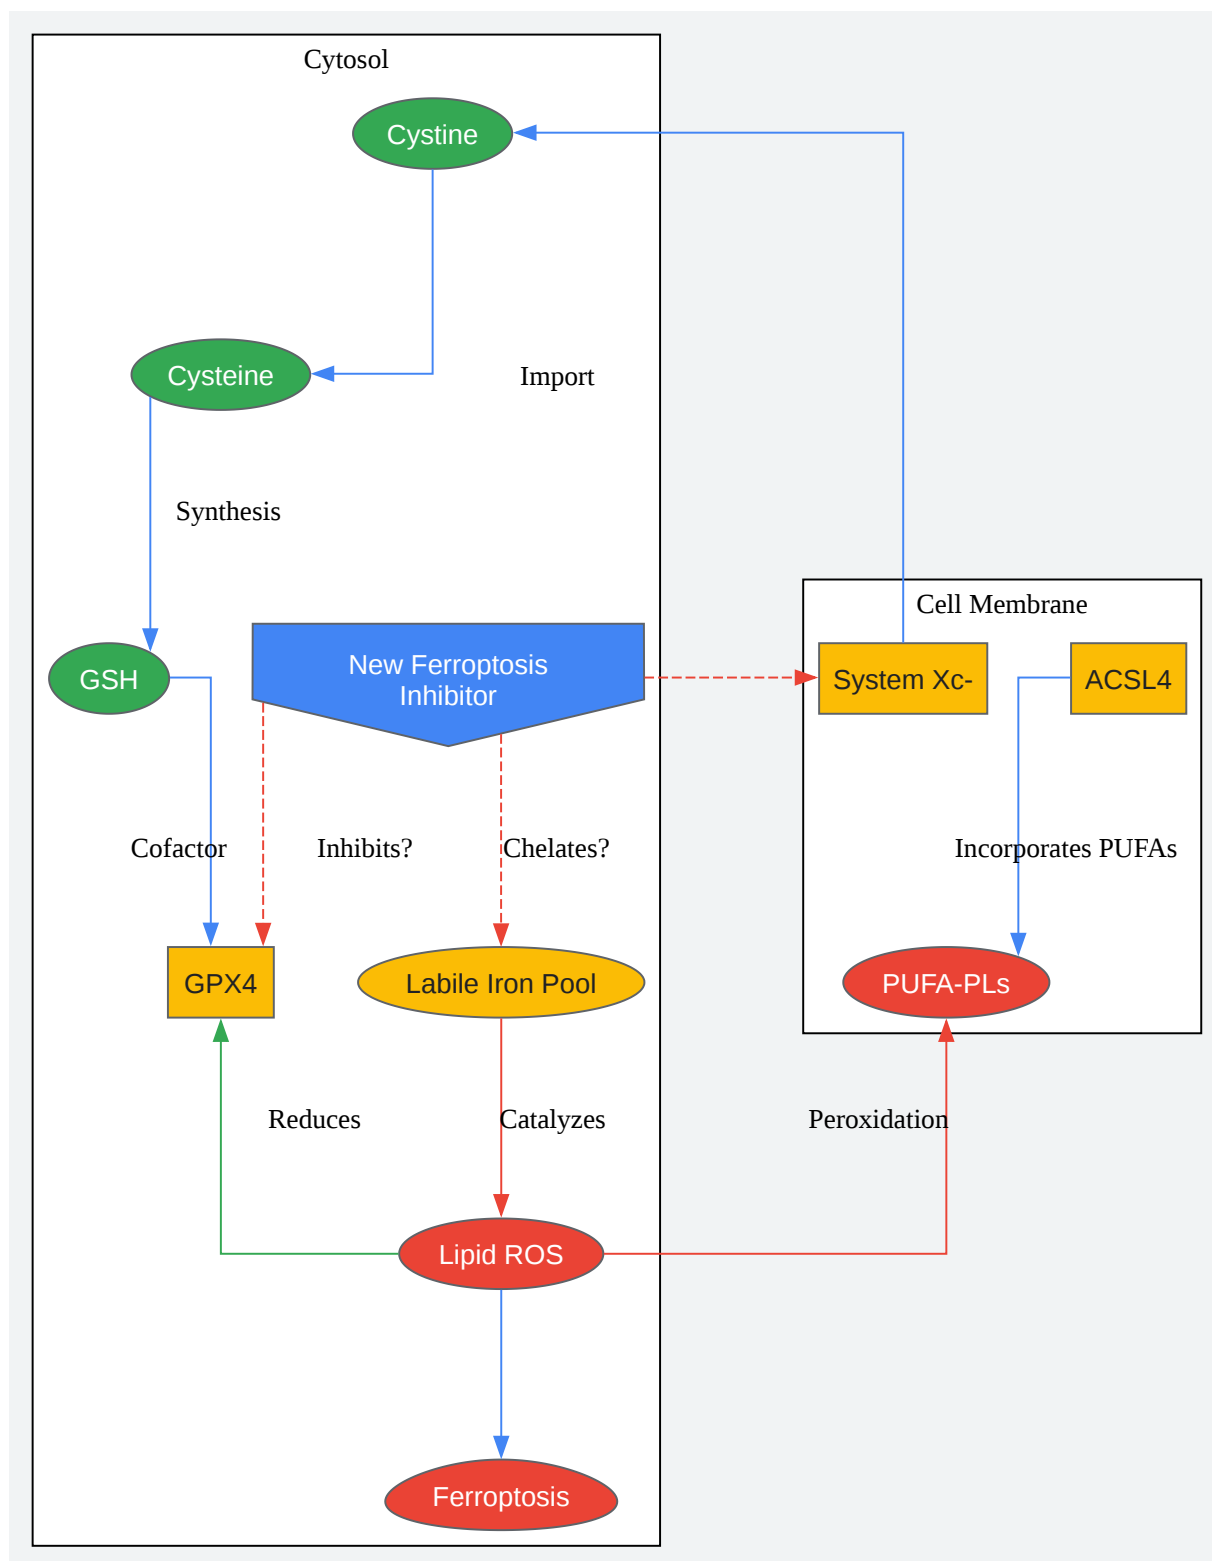 Cytosol
Cystine
Cysteine
Import
Synthesis
Cell Membrane
GSH
New Ferroptosis
Inhibitor
System Xc-
ACSL4
Cofactor
Inhibits?
Chelates?
Incorporates PUFAs
GPX4
Labile Iron Pool
PUFA-PLs
Reduces
Catalyzes
Peroxidation
Lipid ROS
Ferroptosis